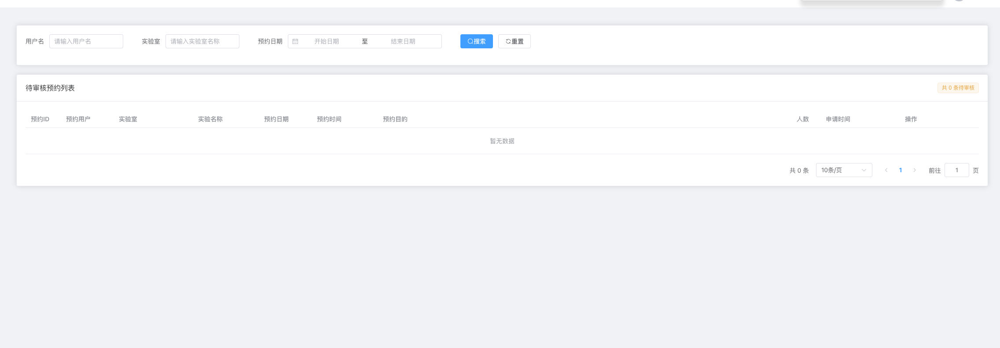 用户名 请输入用户名 实验室 请输入实验室名称 预约日期 开始日期 至 结束日期 搜索 重置
待审核预约列表 共 0 条待审核
预约ID 预约用户 实验室 实验名称 预约日期 预约时间 预约目的 人数 申请时间 操作
暂无数据
共 0 条 10条/页 1 前往 1 页